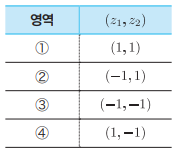 영역 (z₁, z₂)
① (1, 1)
② (−1, 1)
③ (−1, −1)
④ (1, −1)